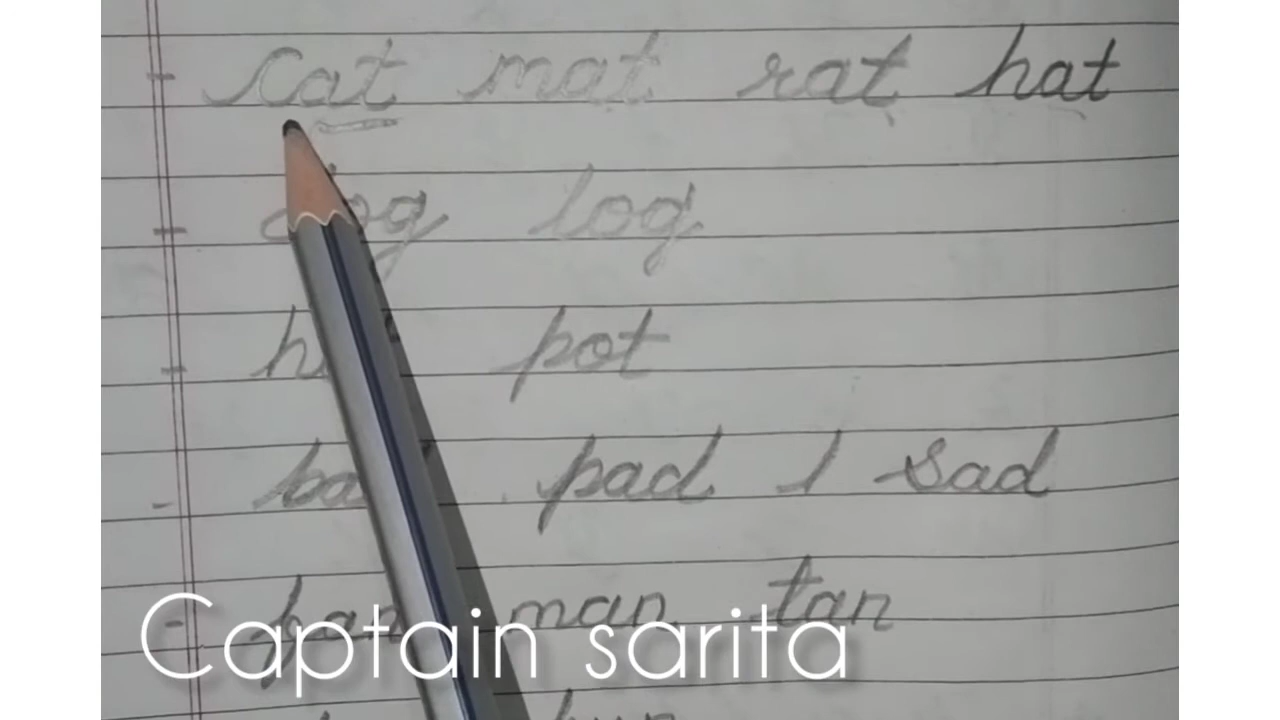 cat mat rat hat
log
pot
pad sad
man tan
Captain sarita